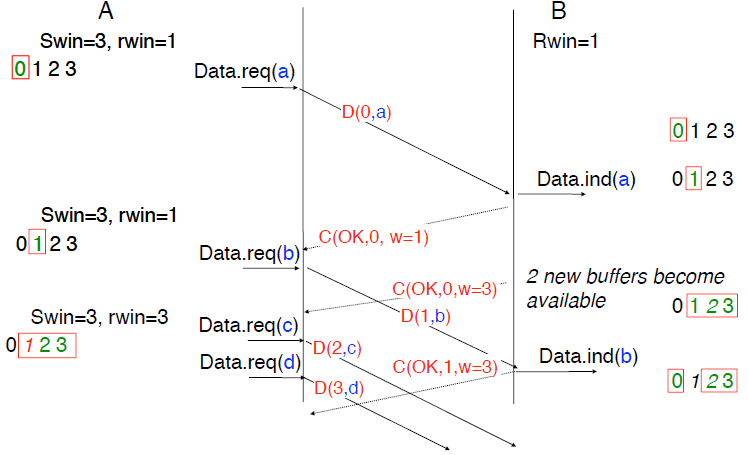 A
B
Swin=3, rwin=1
Rwin=1
0 1 2 3
Data.req(a)
D(0,a)
0 1 2 3
Data.ind(a)
0 1 2 3
Swin=3, rwin=1
0 1 2 3
C(OK,0, w=1)
Data.req(b)
2 new buffers become
available
C(OK,0,w=3)
0 1 2 3
Swin=3, rwin=3
D(1,b)
0 1 2 3
Data.req(c)
D(2,c)
Data.req(d)
C(OK,1,w=3)
Data.ind(b)
D(3,d)
0 1 2 3